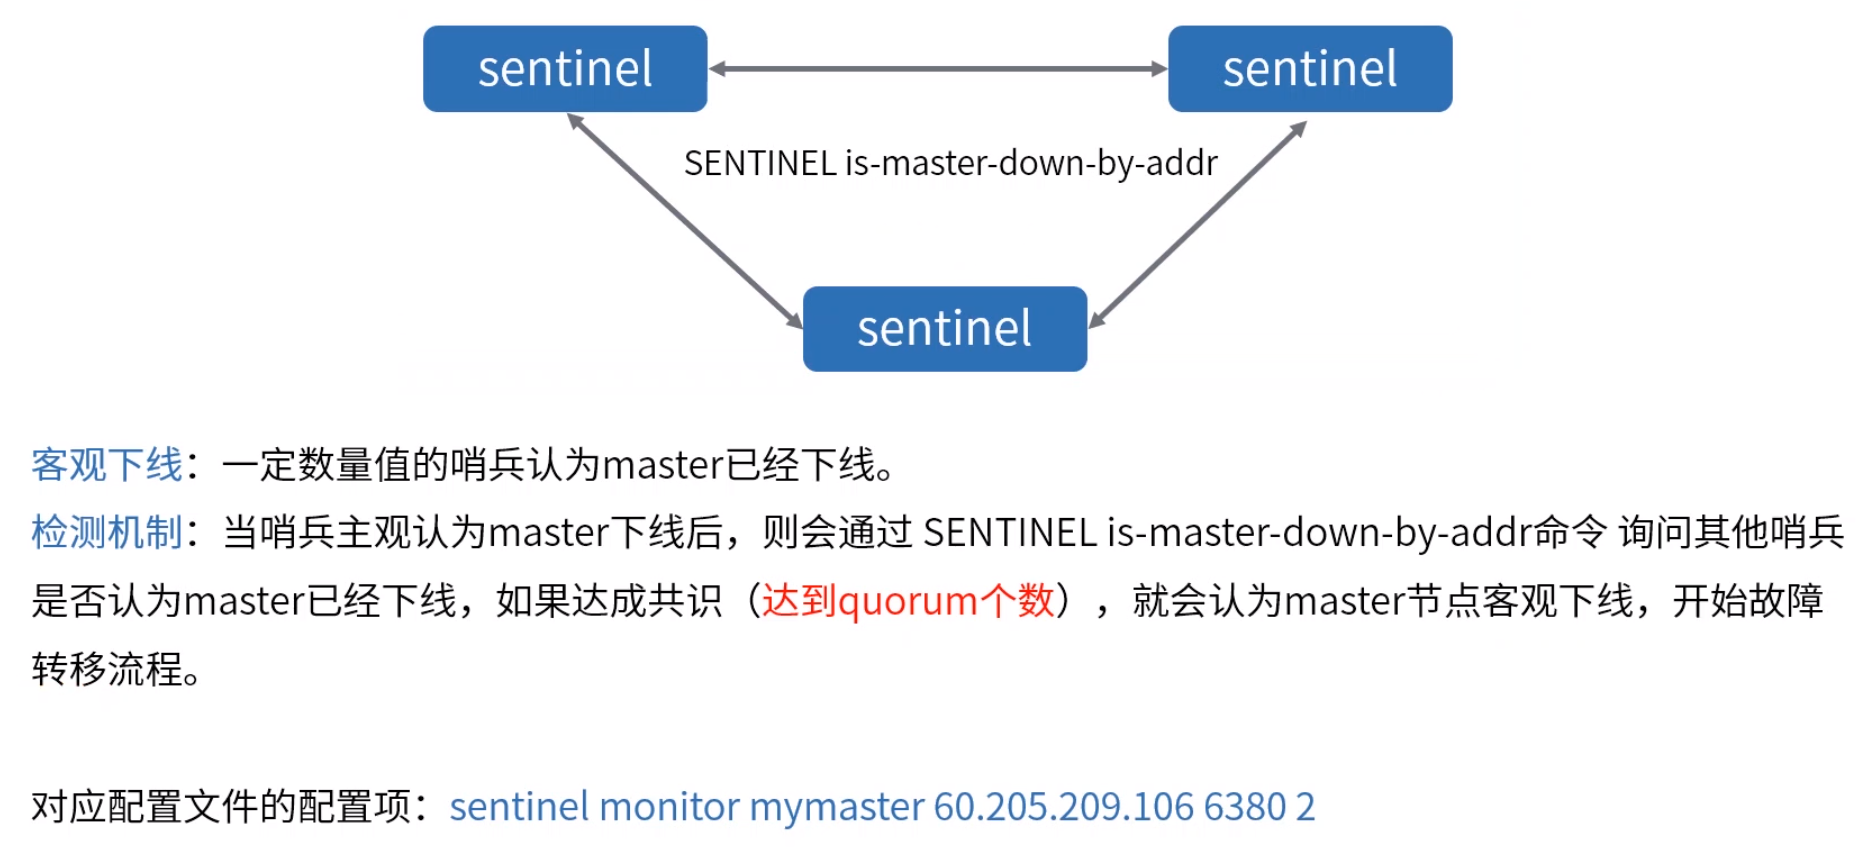 sentinel
sentinel
SENTINEL is-master-down-by-addr
sentinel
客观下线：一定数量值的哨兵认为master已经下线。
检测机制：当哨兵主观认为master下线后，则会通过 SENTINEL is-master-down-by-addr命令 询问其他哨兵
是否认为master已经下线，如果达成共识（达到quorum个数），就会认为master节点客观下线，开始故障
转移流程。
对应配置文件的配置项：sentinel monitor mymaster 60.205.209.106 6380 2